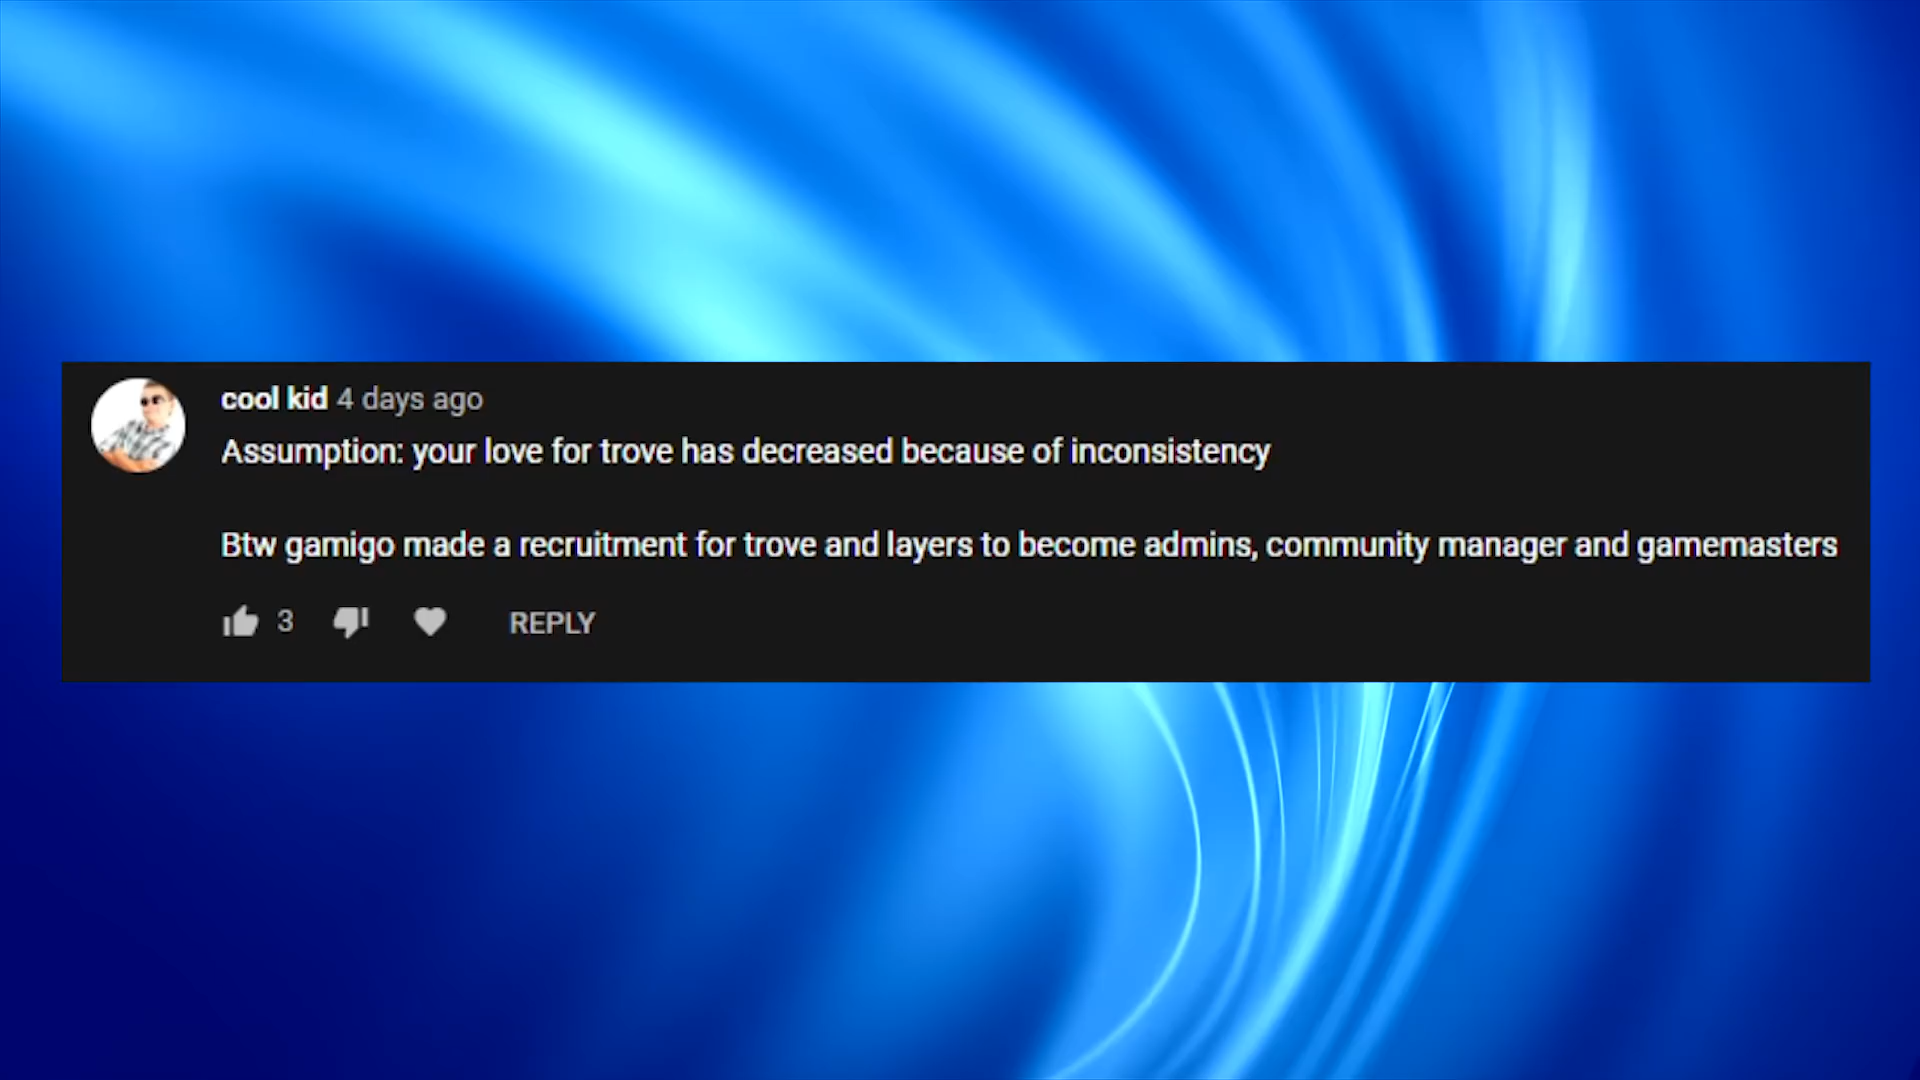 cool kid 4 days ago
Assumption: your love for trove has decreased because of inconsistency
Btw gamigo made a recruitment for trove and layers to become admins, community manager and gamemasters
3 REPLY